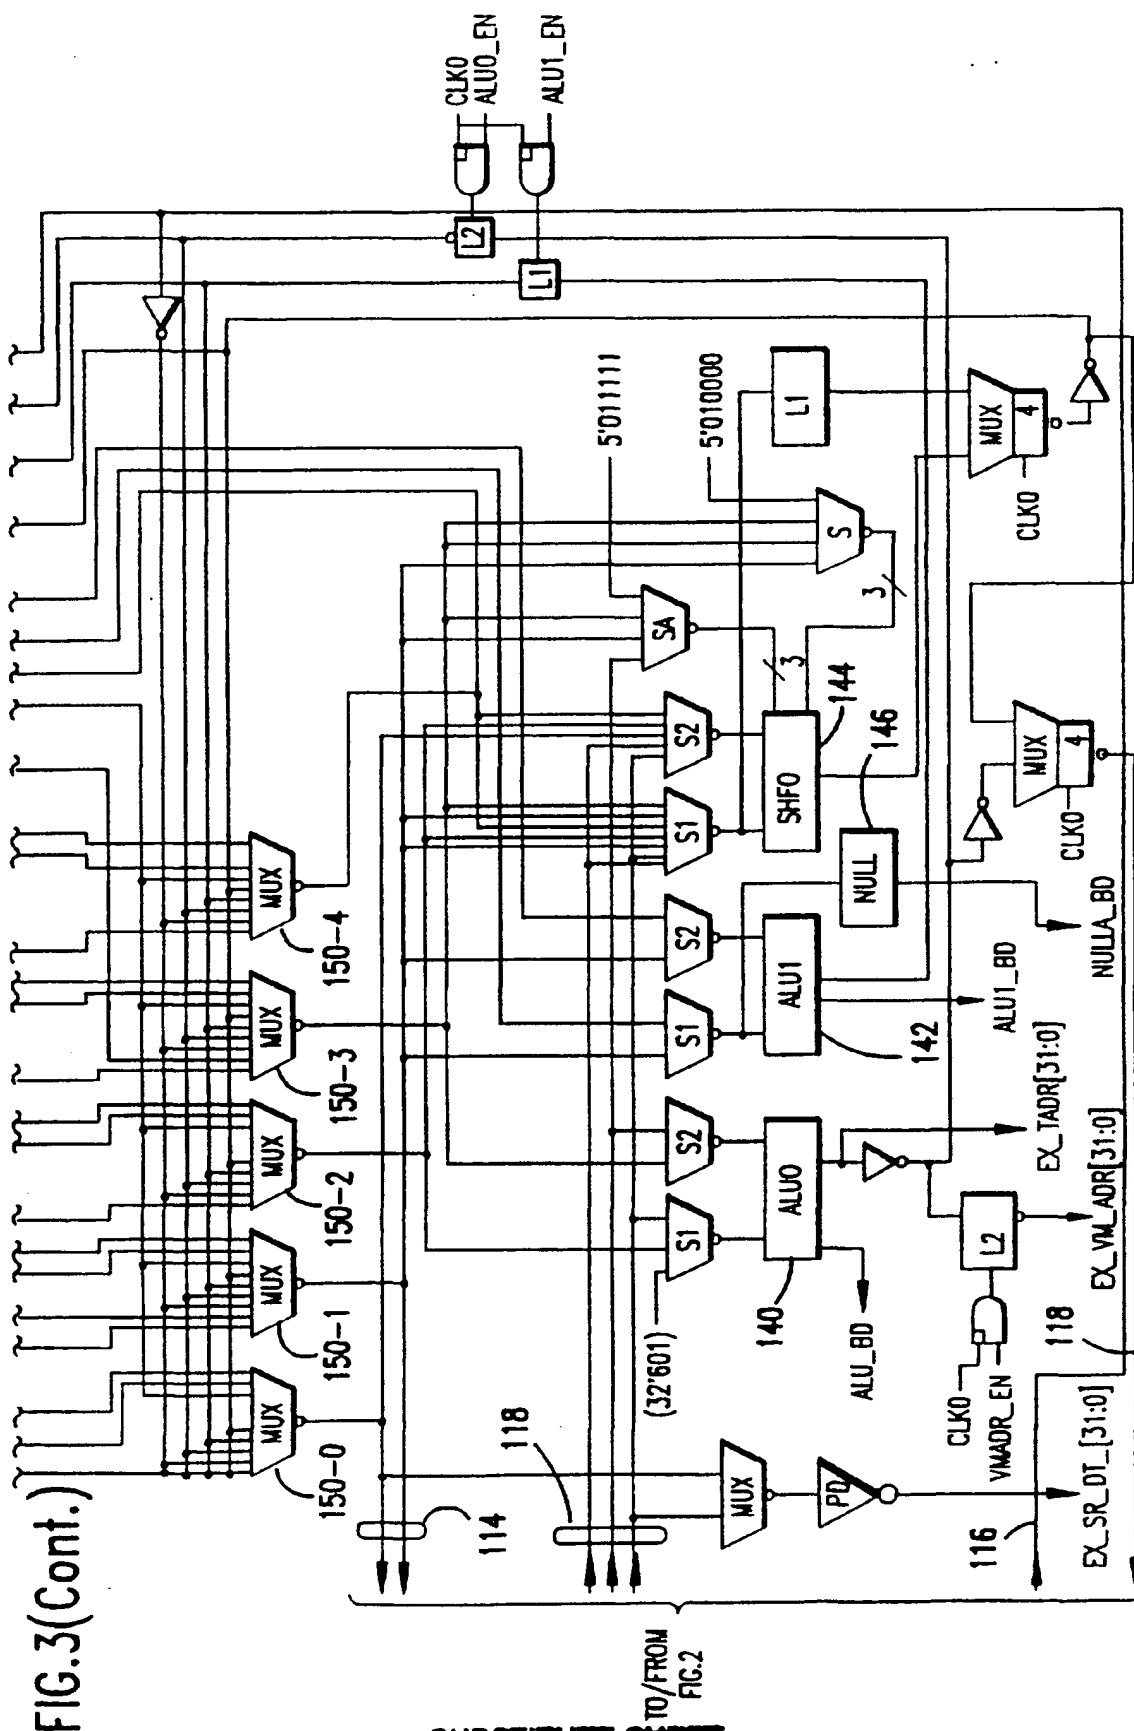 FIG.3(Cont.)
CLK0
ALU0_EN
ALU1_EN
L2
L1
MUX
150-4
MUX
150-3
MUX
150-2
MUX
150-1
MUX
150-0
5'011111
5'010000
L1
MUX
4
CLK0
S
3
SA
3
S2
S1
SHF0
144
146
NULL
MUX
4
CLK0
NULLA_BD
S2
S1
ALU1
142
ALU1_BD
S2
S1
ALU0
140
(32'601)
ALU_BD
EX_TADR[31:0]
L2
EX_VM_ADR[31:0]
CLK0
VMADR_EN
118
114
118
MUX
PD
EX_SR_DT_[31:0]
116
TO/FROM
FIG.2